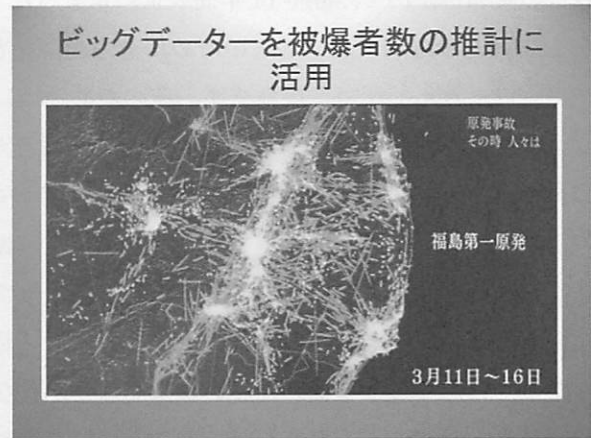 ビッグデーターを被爆者数の推計に
活用
原発事故
その時 人々は
福島第一原発
3月11日～16日